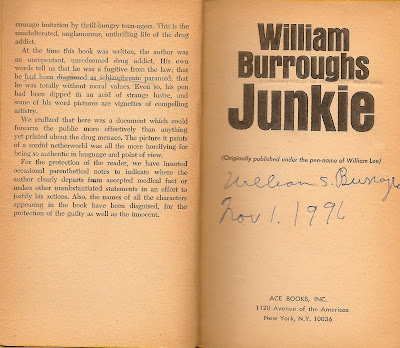 courage imitation by thrill-hungry teen-agers. This is the
unadulterated, unglamorous, unthrilling life of the drug
addict.
At the time this book was written, the author was
an unrepentant, unredeemed drug addict. His own
words tell us that he was a fugitive from the law; that
he had been diagnosed as schizophrenic paranoid; that
he was totally without moral values. Even so, his pen
had been dipped in an acid of strange lustre, and
some of his word pictures are vignettes of compelling
artistry.
We realized that here was a document which could
forearm the public more effectively than anything
yet printed about the drug menace. The picture it paints
of a sordid netherworld was all the more horrifying for
being so authentic in language and point of view.
For the protection of the reader, we have inserted
occasional parenthetical notes to indicate where the
author clearly departs from accepted medical fact or
makes other unsubstantiated statements in an effort to
justify his actions. Also, the names of all the characters
appearing in the book have been disguised, for the
protection of the guilty as well as the innocent.
William
Burroughs
Junkie
(Originally published under the pen-name of William Lee)
William S. Burroughs
Nov 1, 1996
ACE BOOKS, INC.
1120 Avenue of the Americas
New York, N.Y. 10036